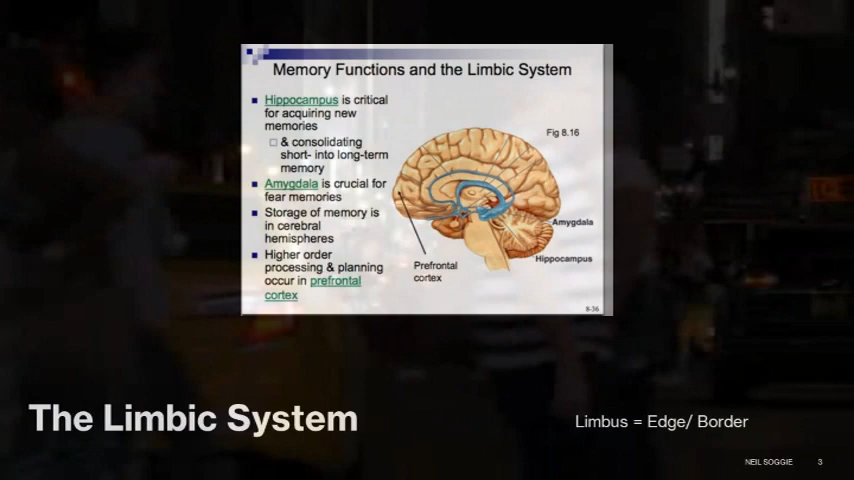 Memory Functions and the Limbic System
Hippocampus is critical
for acquiring new
memories
& consolidating
short- into long-term
memory
Amygdala is crucial for
fear memories
Storage of memory is
in cerebral
hemispheres
Higher order
processing & planning
occur in prefrontal
cortex
Fig 8.16
Amygdala
Hippocampus
Prefrontal
cortex
8-36
The Limbic System
Limbus = Edge/ Border
NEIL SOGGIE
3